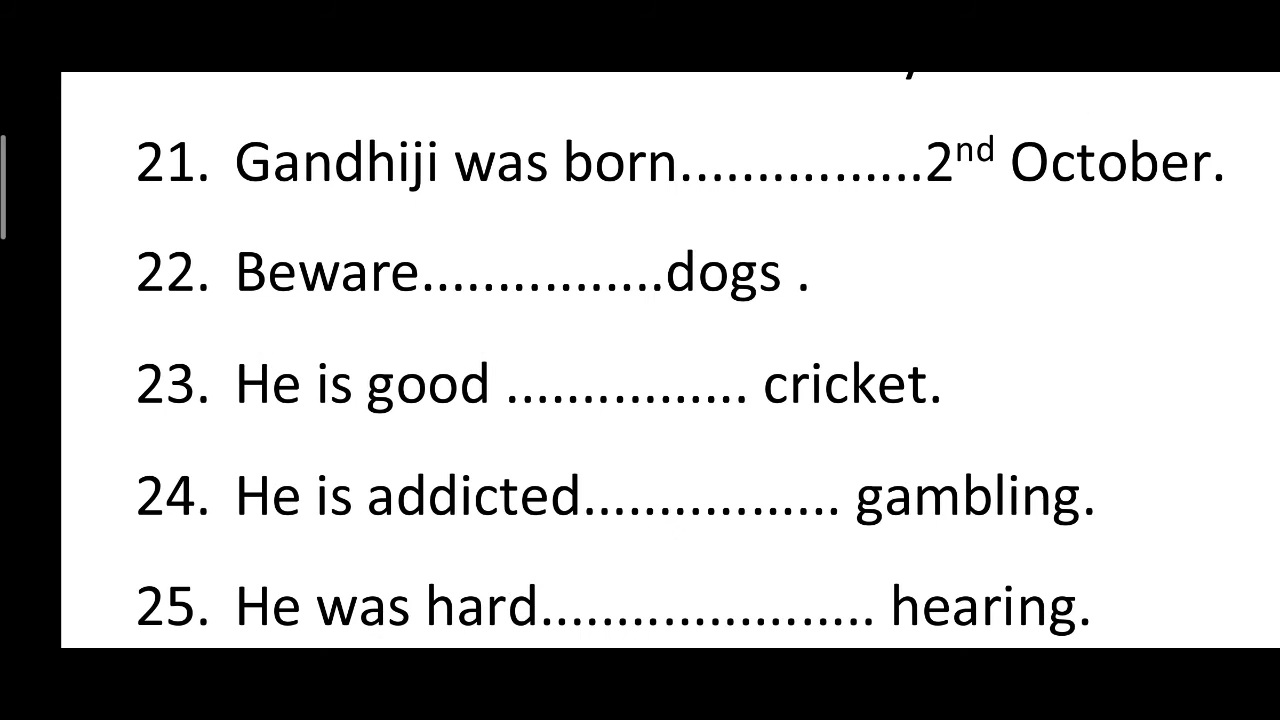 21. Gandhiji was born................2nd October.
22. Beware................dogs .
23. He is good ................ cricket.
24. He is addicted................. gambling.
25. He was hard...................... hearing.